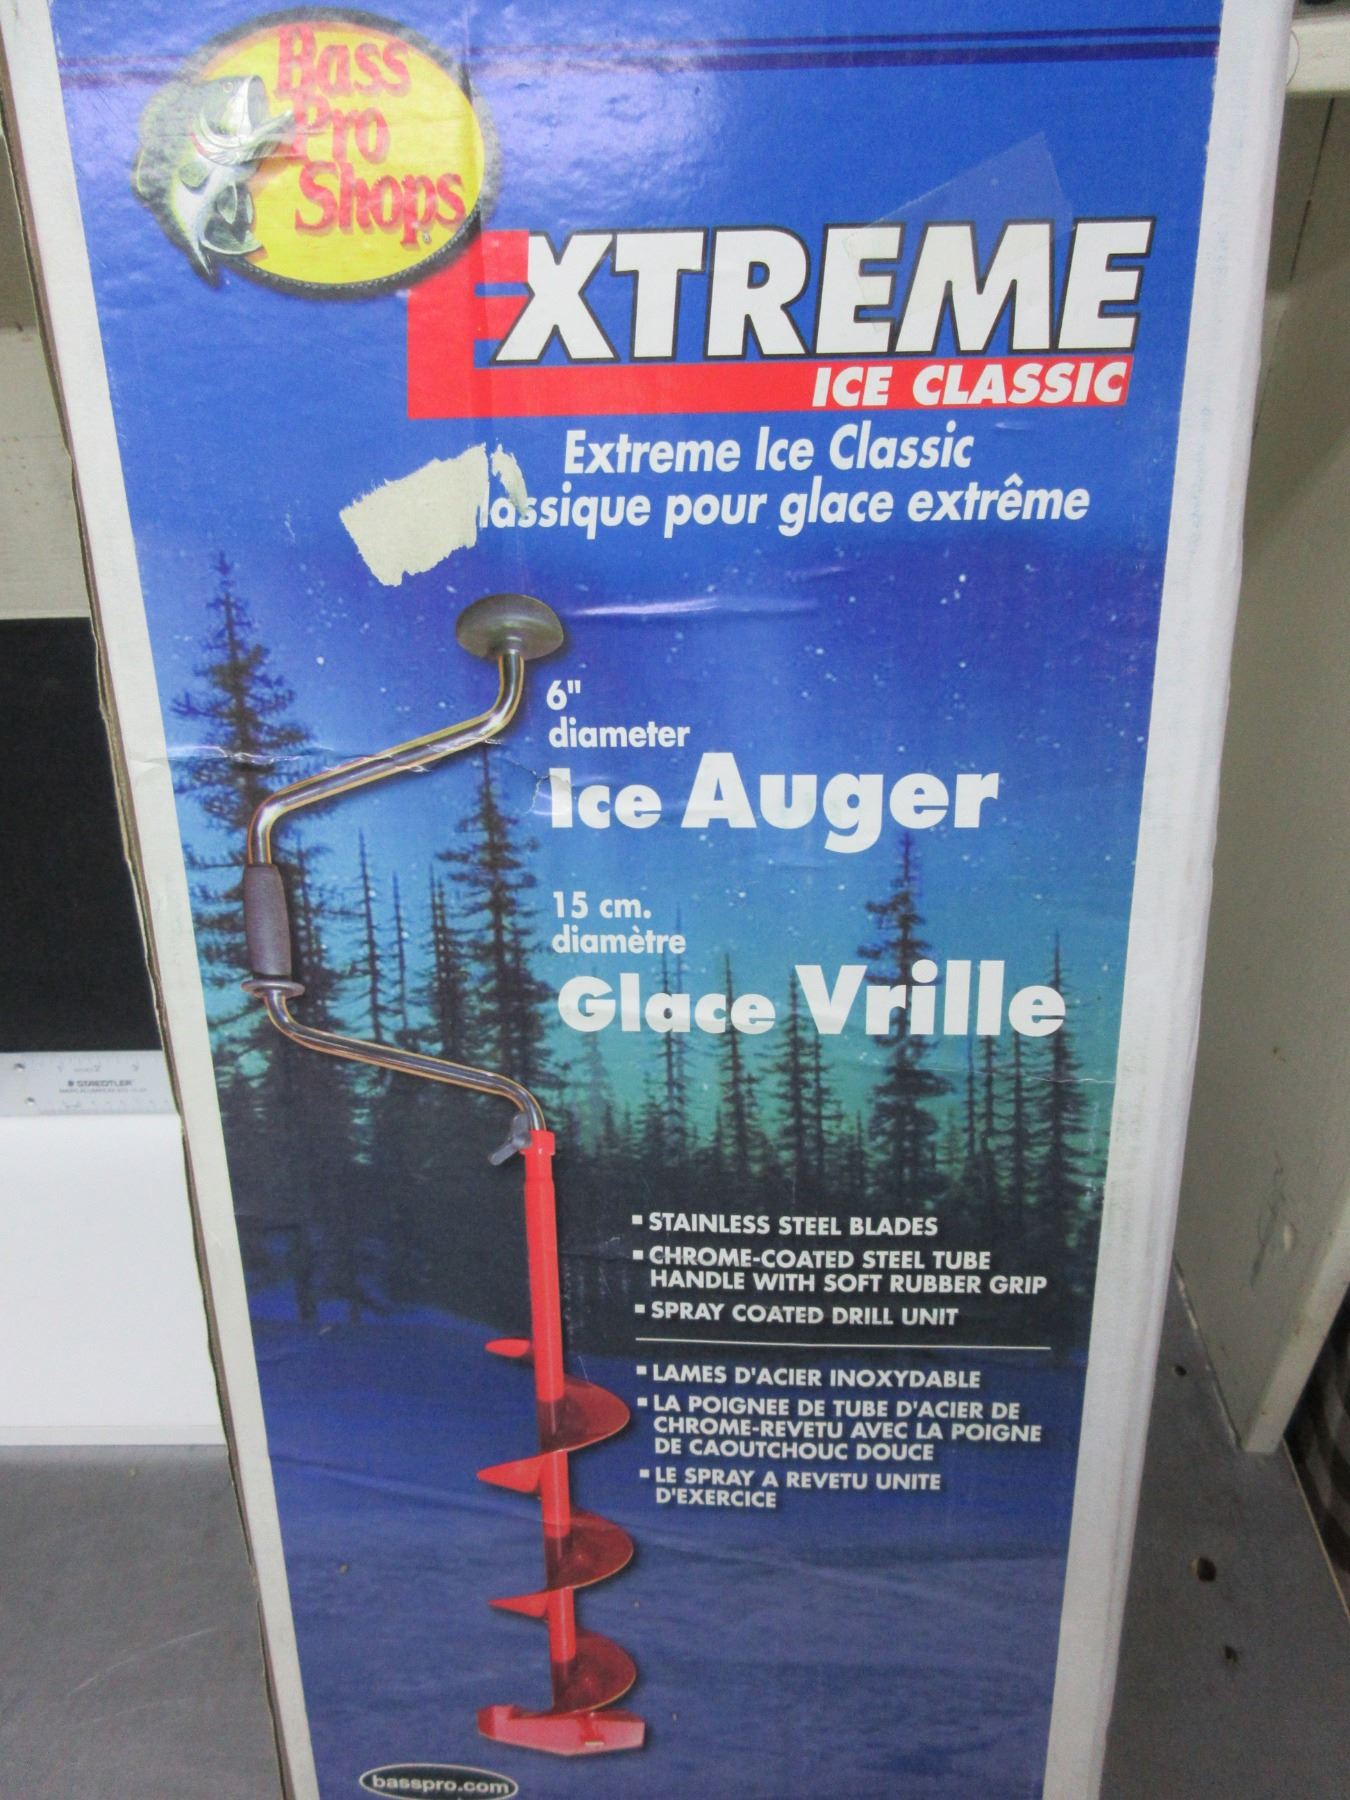 Bass
Pro
Shops
EXTREME
ICE CLASSIC
Extreme Ice Classic
lassique pour glace extrême
6"
diameter
Ice Auger
15 cm.
diamètre
Glace Vrille
▪ STAINLESS STEEL BLADES
▪ CHROME-COATED STEEL TUBE
HANDLE WITH SOFT RUBBER GRIP
▪ SPRAY COATED DRILL UNIT
▪ LAMES D'ACIER INOXYDABLE
▪ LA POIGNEE DE TUBE D'ACIER DE
CHROME-REVETU AVEC LA POIGNE
DE CAOUTCHOUC DOUCE
▪ LE SPRAY A REVETU UNITE
D'EXERCICE
basspro.com
STAEDTLER